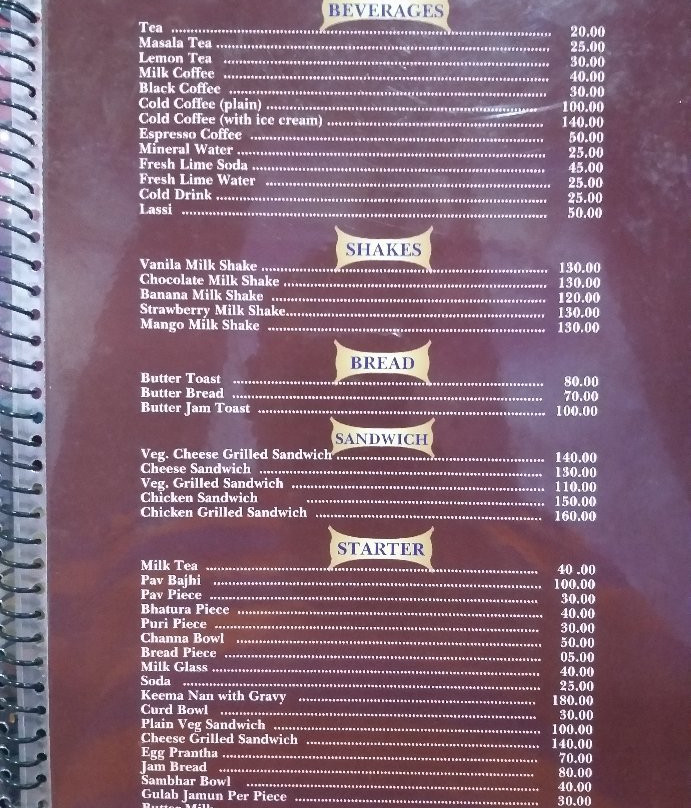 BEVERAGES
Tea 20.00
Masala Tea 25.00
Lemon Tea 30.00
Milk Coffee 40.00
Black Coffee 30.00
Cold Coffee (plain) 100.00
Cold Coffee (with ice cream) 140.00
Espresso Coffee 50.00
Mineral Water 25.00
Fresh Lime Soda 45.00
Fresh Lime Water 25.00
Cold Drink 25.00
Lassi 50.00
SHAKES
Vanila Milk Shake 130.00
Chocolate Milk Shake 130.00
Banana Milk Shake 120.00
Strawberry Milk Shake 130.00
Mango Milk Shake 130.00
BREAD
Butter Toast 80.00
Butter Bread 70.00
Butter Jam Toast 100.00
SANDWICH
Veg. Cheese Grilled Sandwich 140.00
Cheese Sandwich 130.00
Veg. Grilled Sandwich 110.00
Chicken Sandwich 150.00
Chicken Grilled Sandwich 160.00
STARTER
Milk Tea 40 .00
Pav Bajhi 100.00
Pav Piece 30.00
Bhatura Piece 40.00
Puri Piece 30.00
Channa Bowl 50.00
Bread Piece 05.00
Milk Glass 40.00
Soda 25.00
Keema Nan with Gravy 180.00
Curd Bowl 30.00
Plain Veg Sandwich 100.00
Cheese Grilled Sandwich 140.00
Egg Prantha 70.00
Jam Bread 80.00
Sambhar Bowl 40.00
Gulab Jamun Per Piece 30.00
Butter Milk